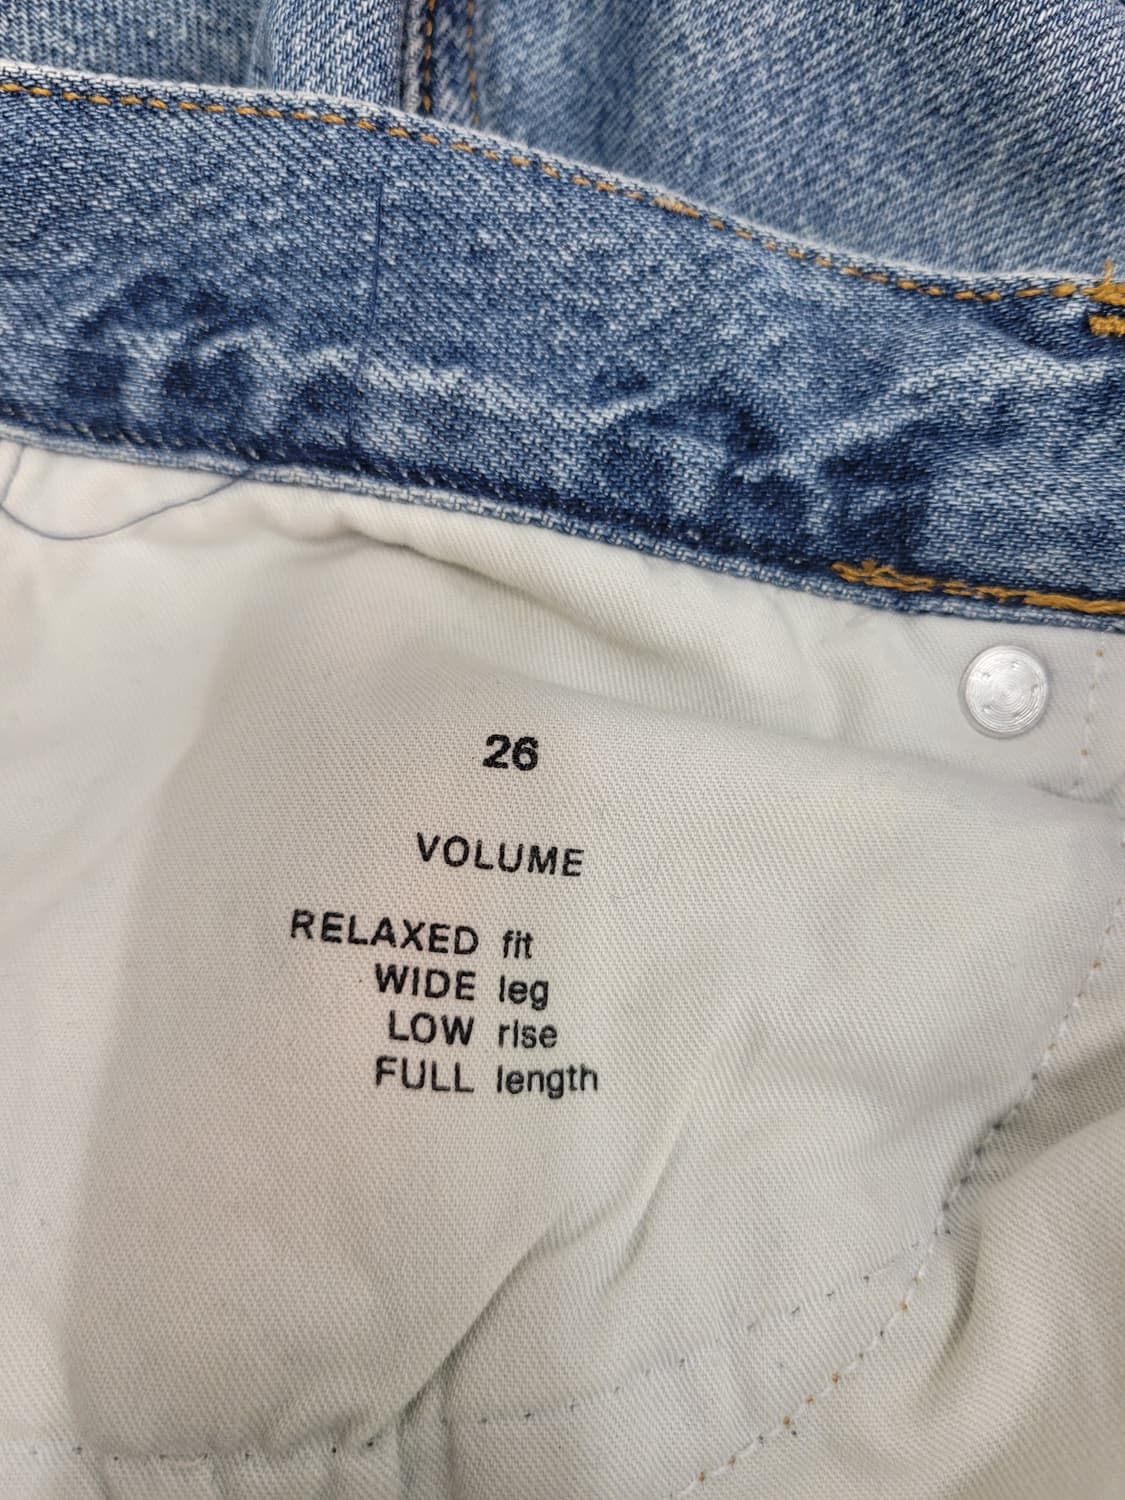 26
VOLUME
RELAXED fit
WIDE leg
LOW rise
FULL length